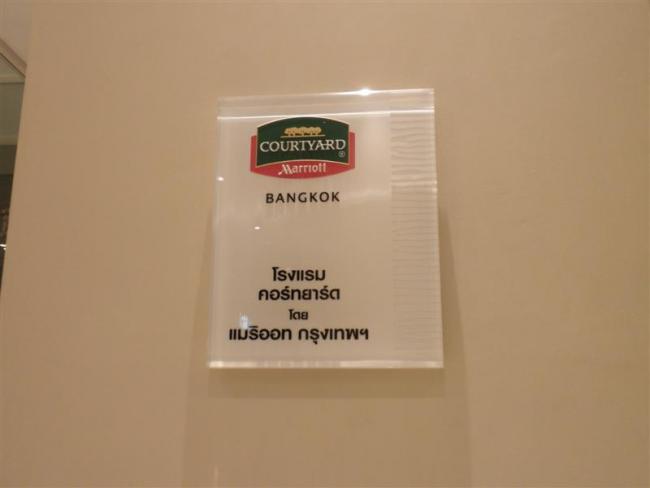 COURTYARD
®
Marriott
BANGKOK
โรงแรม
คอร์ทยาร์ด
โดย
แมริออท กรุงเทพฯ